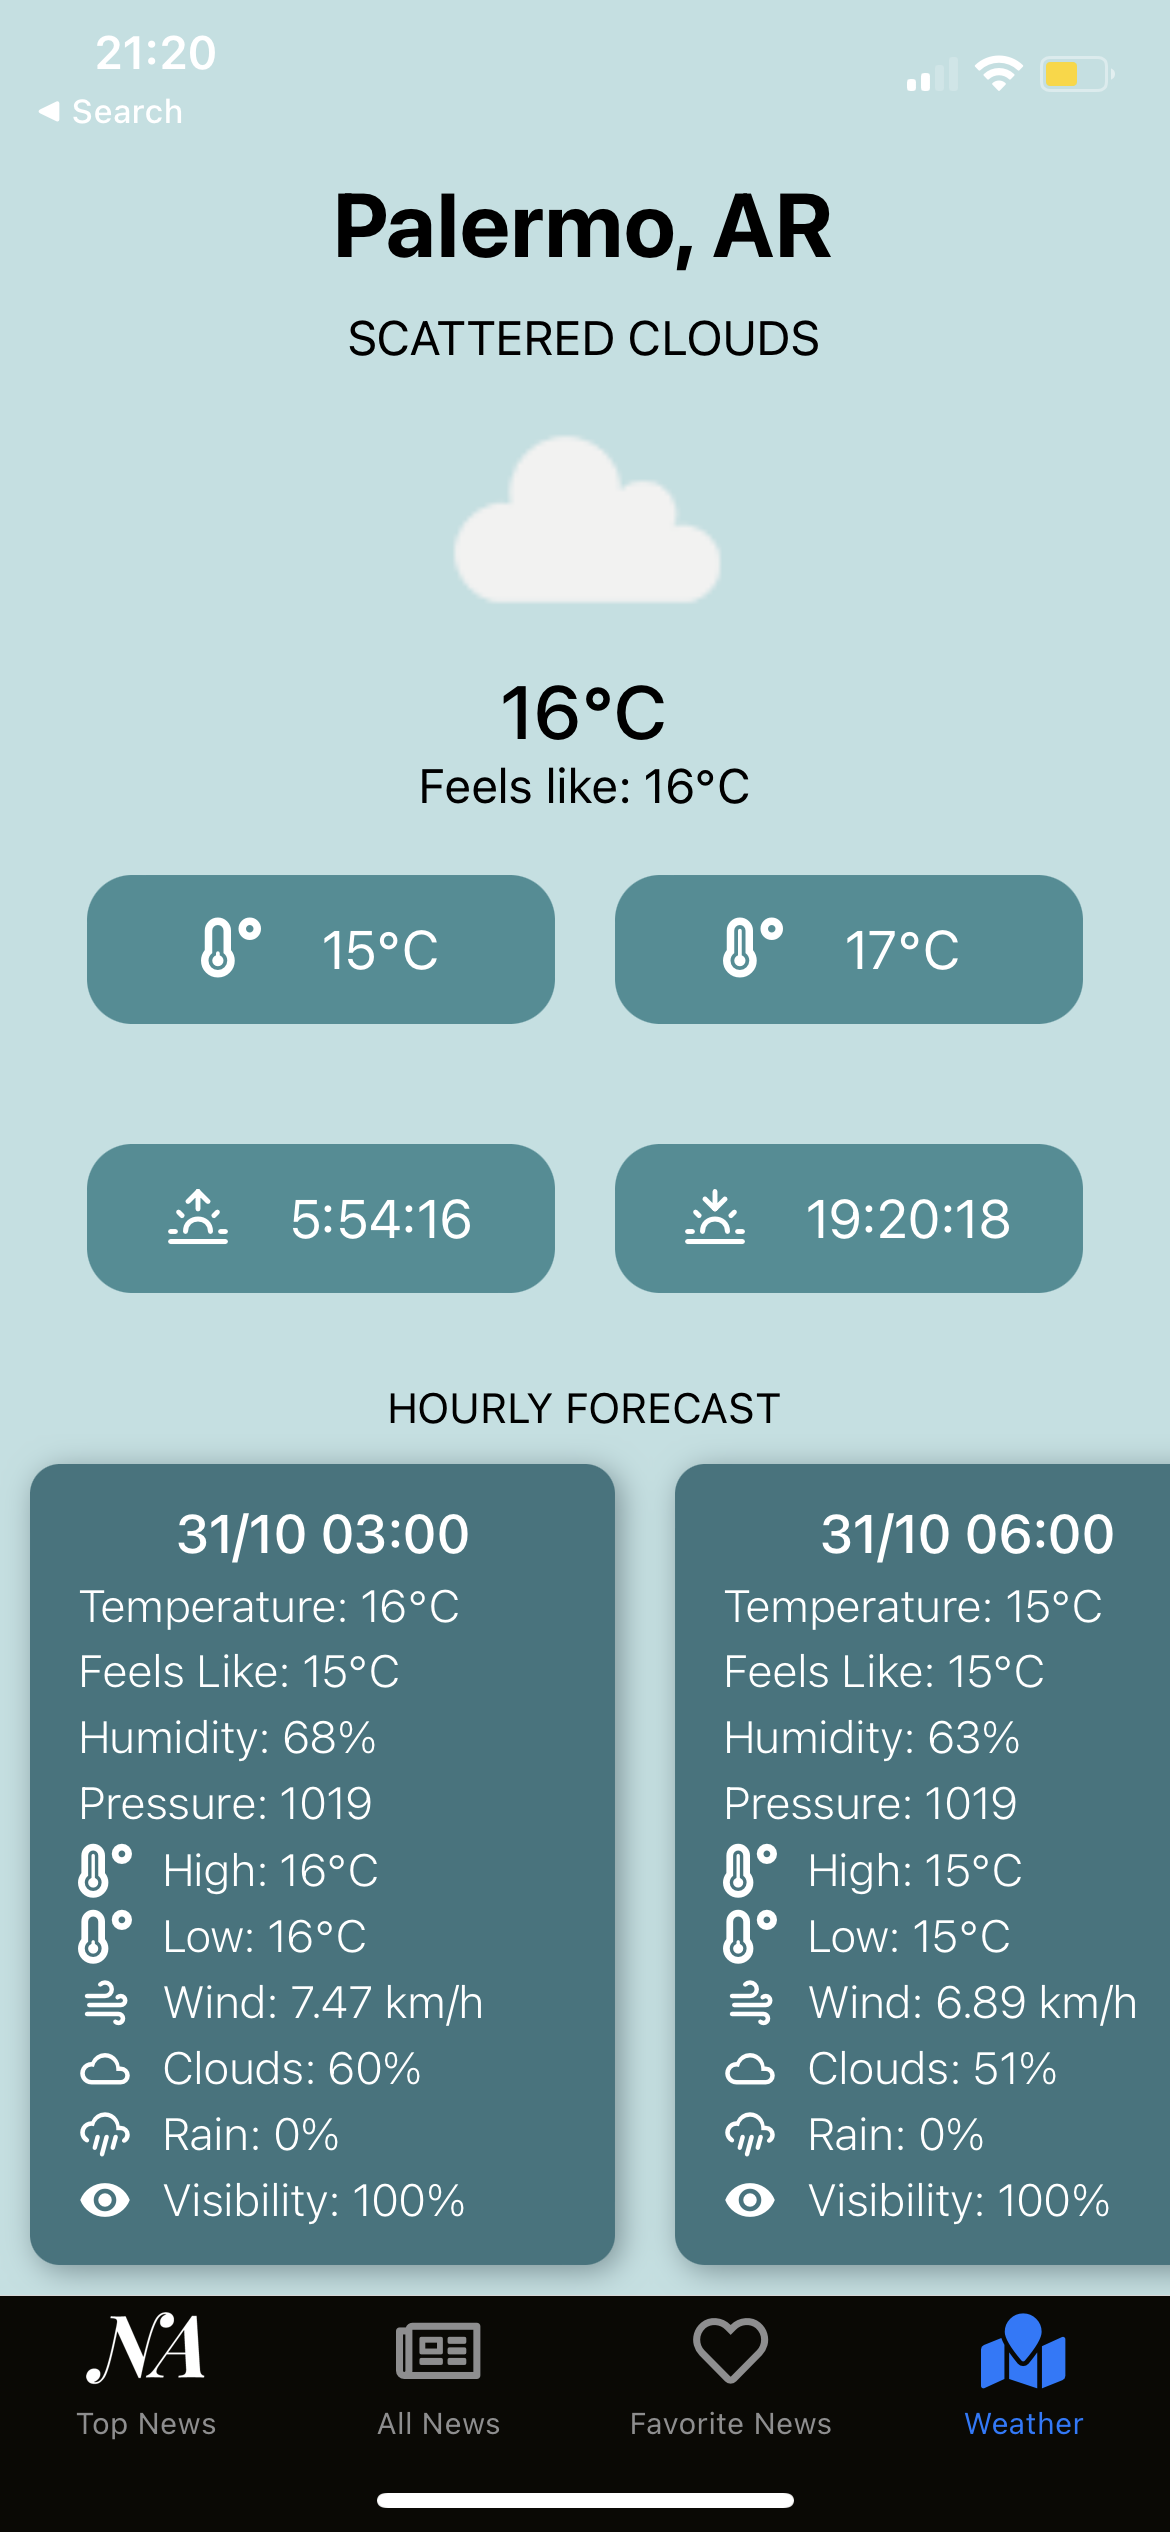 21:20
Search
Palermo, AR
SCATTERED CLOUDS
16°C
Feels like: 16°C
15°C
17°C
5:54:16
19:20:18
HOURLY FORECAST
31/10 03:00
Temperature: 16°C
Feels Like: 15°C
Humidity: 68%
Pressure: 1019
High: 16°C
Low: 16°C
Wind: 7.47 km/h
Clouds: 60%
Rain: 0%
Visibility: 100%
31/10 06:00
Temperature: 15°C
Feels Like: 15°C
Humidity: 63%
Pressure: 1019
High: 15°C
Low: 15°C
Wind: 6.89 km/h
Clouds: 51%
Rain: 0%
Visibility: 100%
NA
Top News
All News
Favorite News
Weather